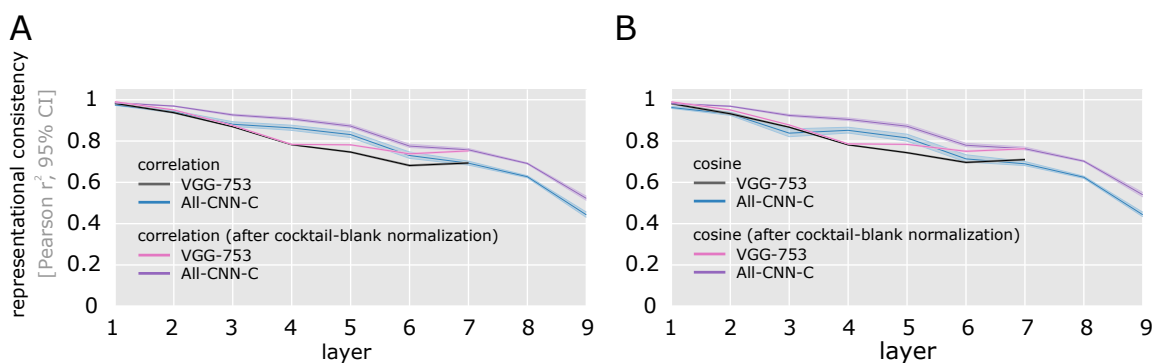 A
representational consistency
[Pearson r², 95% CI]
1
0.8
0.6
0.4
0.2
0
correlation
VGG-753
All-CNN-C
correlation (after cocktail-blank normalization)
VGG-753
All-CNN-C
1 2 3 4 5 6 7 8 9
layer
B
1
0.8
0.6
0.4
0.2
0
cosine
VGG-753
All-CNN-C
cosine (after cocktail-blank normalization)
VGG-753
All-CNN-C
1 2 3 4 5 6 7 8 9
layer